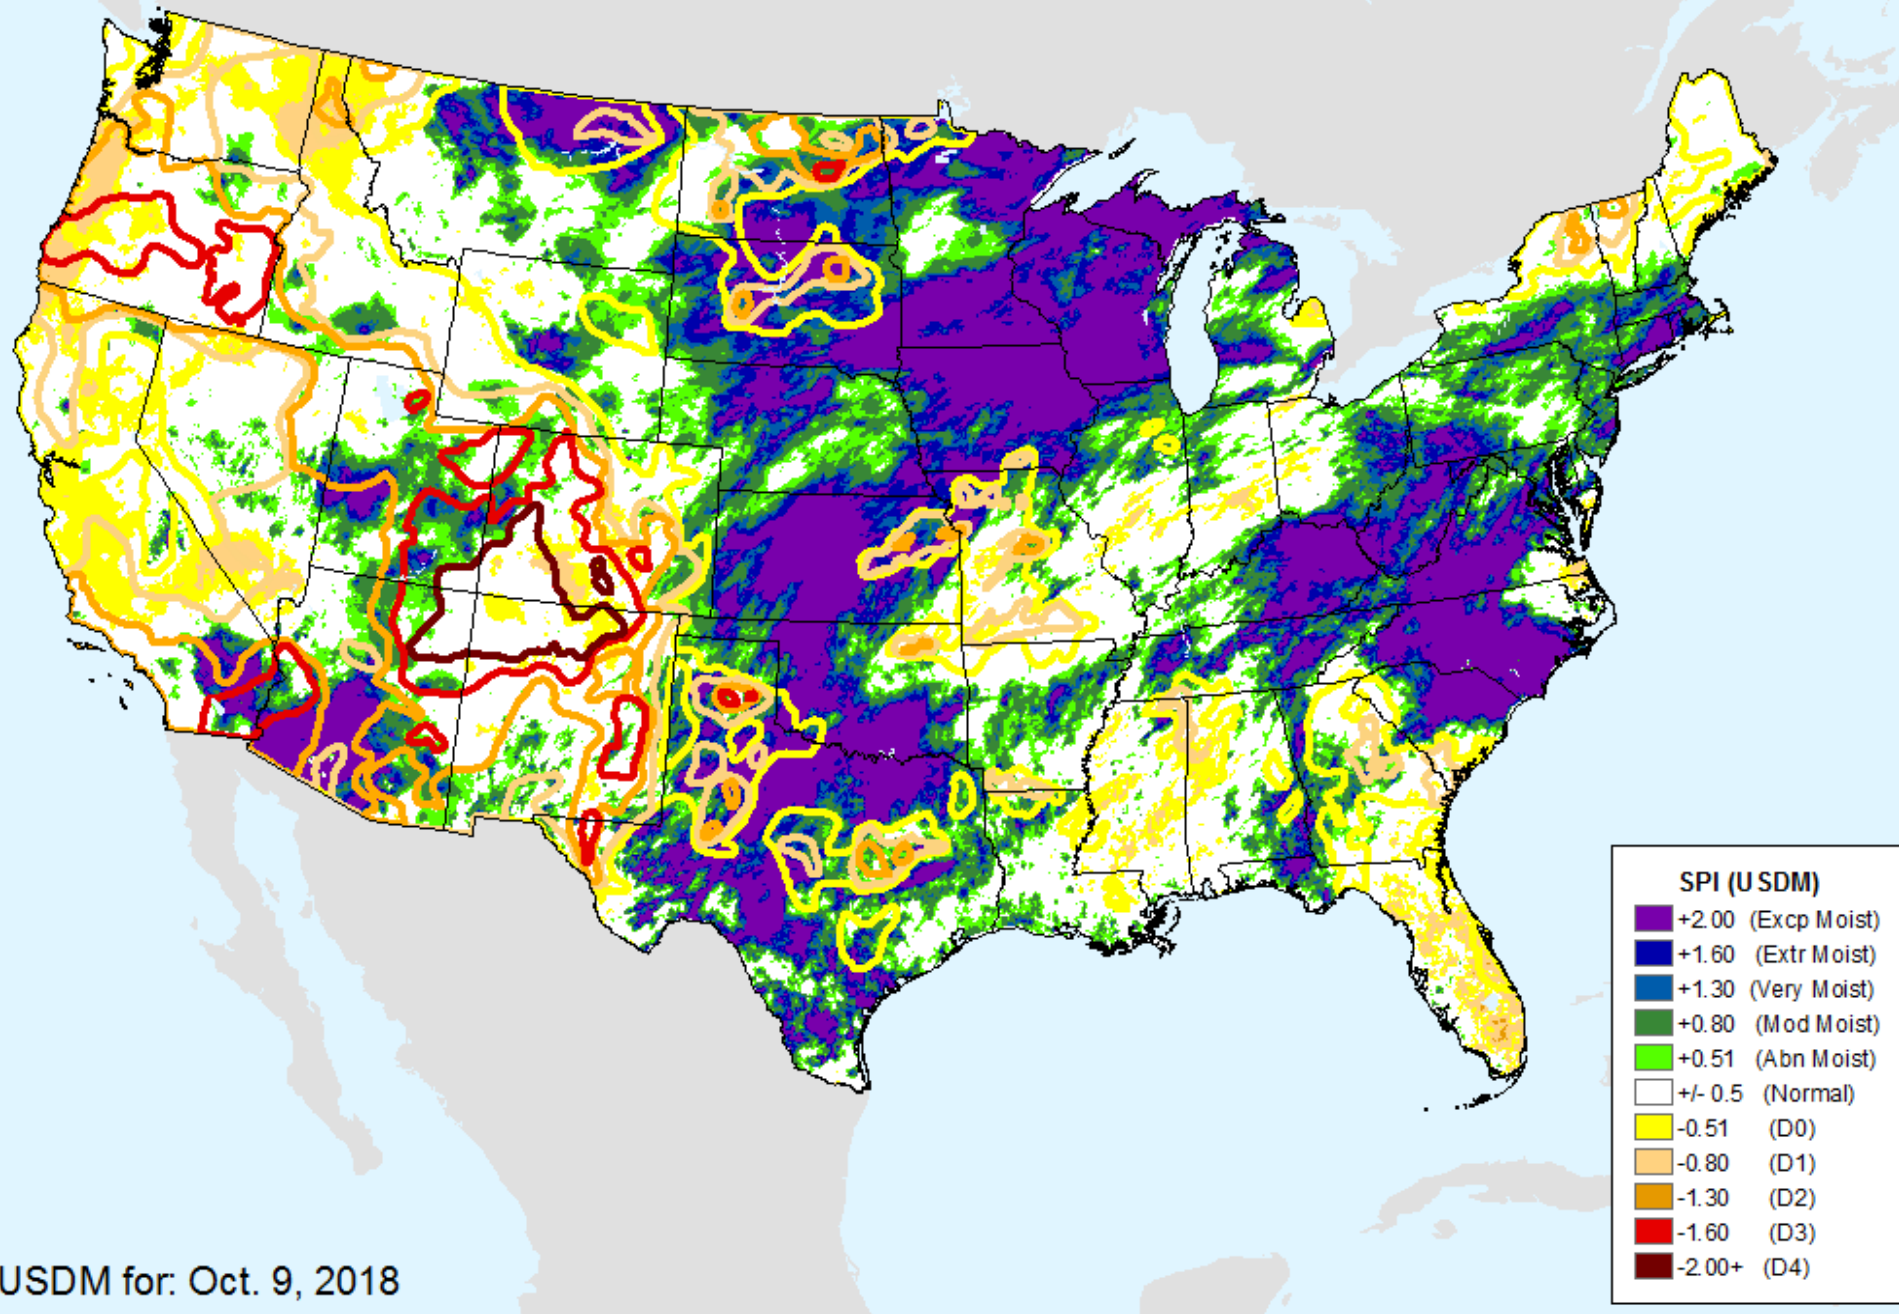 SPI (USDM)
+2.00 (Excp Moist)
+1.60 (Extr Moist)
+1.30 (Very Moist)
+0.80 (Mod Moist)
+0.51 (Abn Moist)
+/- 0.5 (Normal)
-0.51 (D0)
-0.80 (D1)
-1.30 (D2)
-1.60 (D3)
-2.00+ (D4)
USDM for: Oct. 9, 2018